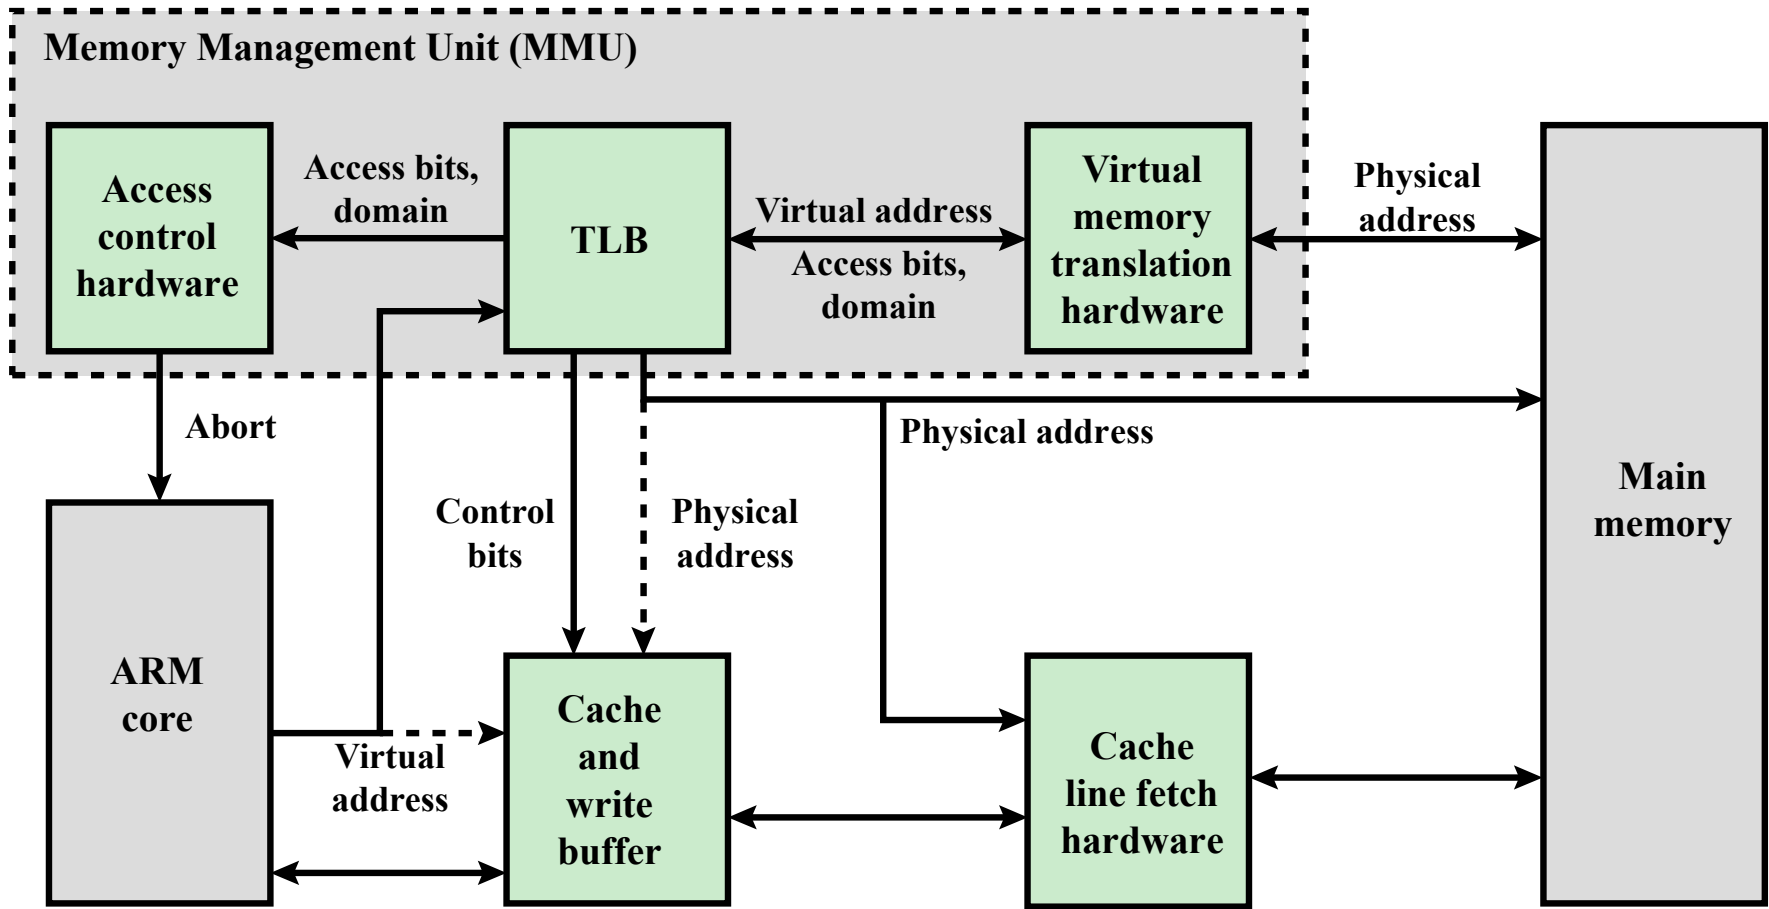 Memory Management Unit (MMU)
Access
control
hardware
Access bits,
domain
TLB
Virtual address
Access bits,
domain
Virtual
memory
translation
hardware
Physical
address
Abort
Physical address
Control
bits
Physical
address
Main
memory
ARM
core
Virtual
address
Cache
and
write
buffer
Cache
line fetch
hardware